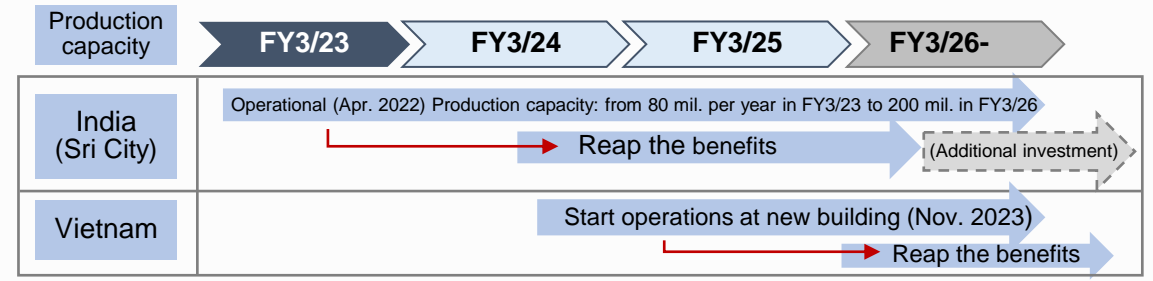 Production
capacity
FY3/23
FY3/24
FY3/25
FY3/26-
India
(Sri City)
Operational (Apr. 2022) Production capacity: from 80 mil. per year in FY3/23 to 200 mil. in FY3/26
Reap the benefits
(Additional investment)
Vietnam
Start operations at new building (Nov. 2023)
Reap the benefits